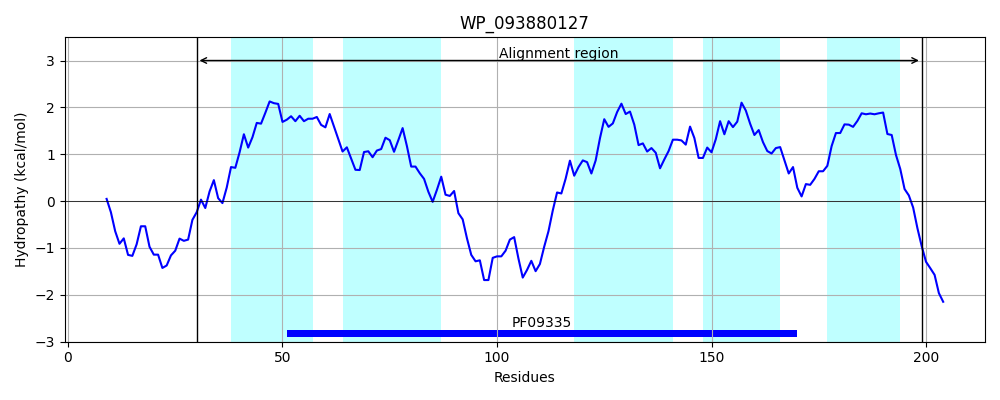 WP_093880127
Alignment region
3
2
1
0
−1
−2
−3
Hydropathy (kcal/mol)
PF09335
0
50
100
150
200
Residues